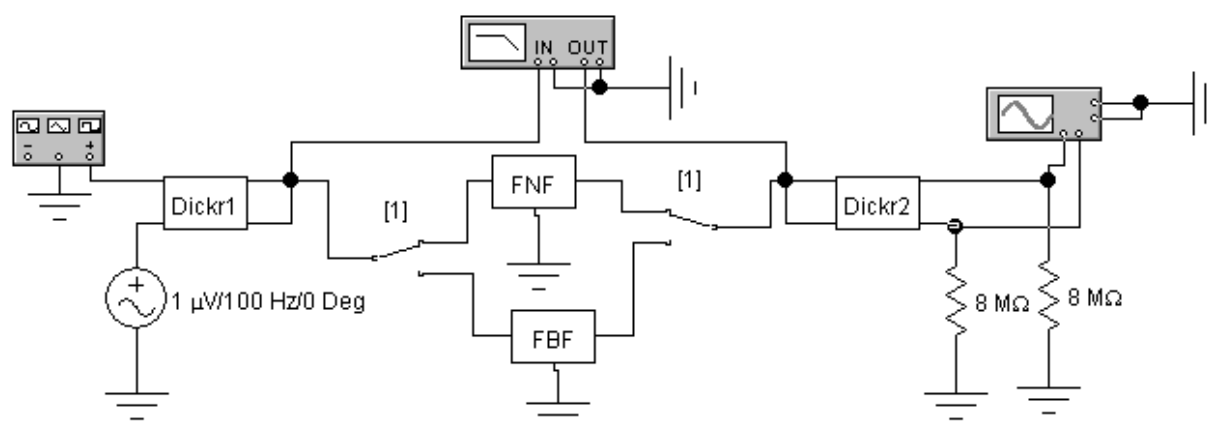 IN OUT
− +
Dickr1
[1]
FNF
[1]
Dickr2
+
1 µV/100 Hz/0 Deg
FBF
8 MΩ
8 MΩ